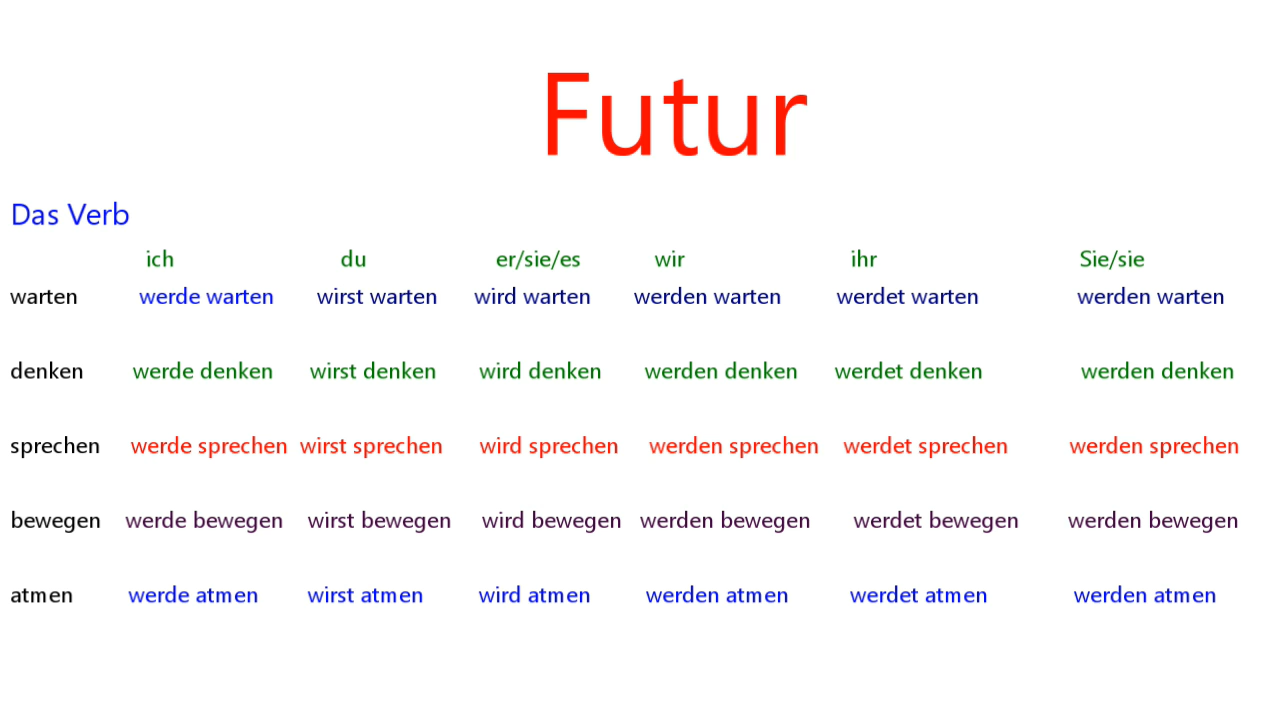 Futur
Das Verb
ich du er/sie/es wir ihr Sie/sie
warten werde warten wirst warten wird warten werden warten werdet warten werden warten
denken werde denken wirst denken wird denken werden denken werdet denken werden denken
sprechen werde sprechen wirst sprechen wird sprechen werden sprechen werdet sprechen werden sprechen
bewegen werde bewegen wirst bewegen wird bewegen werden bewegen werdet bewegen werden bewegen
atmen werde atmen wirst atmen wird atmen werden atmen werdet atmen werden atmen